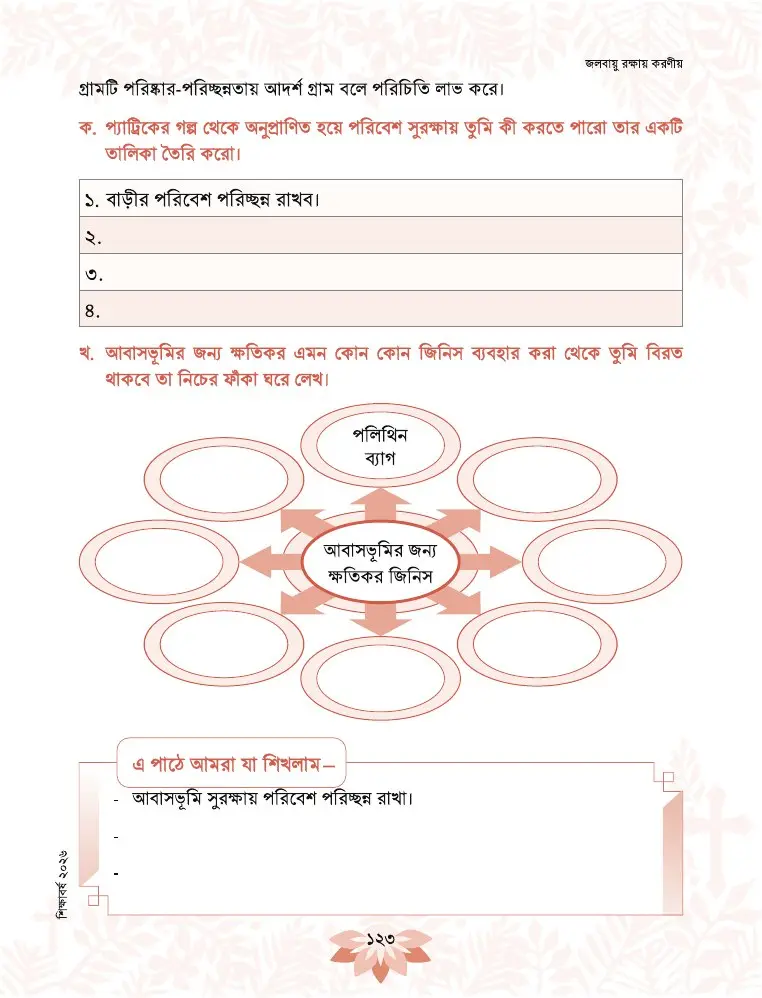 জলবায়ু রক্ষায় করণীয়
গ্রামটি পরিষ্কার-পরিচ্ছন্নতায় আদর্শ গ্রাম বলে পরিচিতি লাভ করে।
ক. প্যাট্রিকের গল্প থেকে অনুপ্রাণিত হয়ে পরিবেশ সুরক্ষায় তুমি কী করতে পারো তার একটি
তালিকা তৈরি করো।
১. বাড়ীর পরিবেশ পরিচ্ছন্ন রাখব।
২.
৩.
৪.
খ. আবাসভূমির জন্য ক্ষতিকর এমন কোন কোন জিনিস ব্যবহার করা থেকে তুমি বিরত
থাকবে তা নিচের ফাঁকা ঘরে লেখ।
পলিথিন
ব্যাগ
আবাসভূমির জন্য
ক্ষতিকর জিনিস
এ পাঠে আমরা যা শিখলাম–
- আবাসভূমি সুরক্ষায় পরিবেশ পরিচ্ছন্ন রাখা।
-
-
শিক্ষাবর্ষ ২০২৬
১২৩